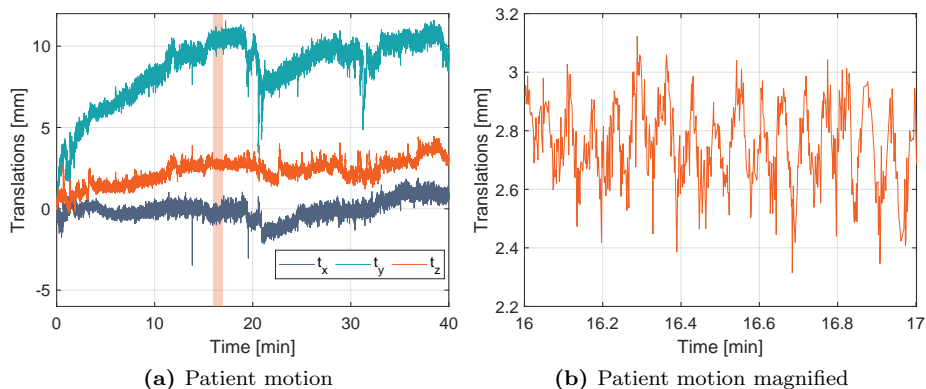 10
5
0
-5
Translations [mm]
t_x t_y t_z
0 10 20 30 40
Time [min]
(a) Patient motion
3.2
3
2.8
2.6
2.4
2.2
Translations [mm]
16 16.2 16.4 16.6 16.8 17
Time [min]
(b) Patient motion magnified